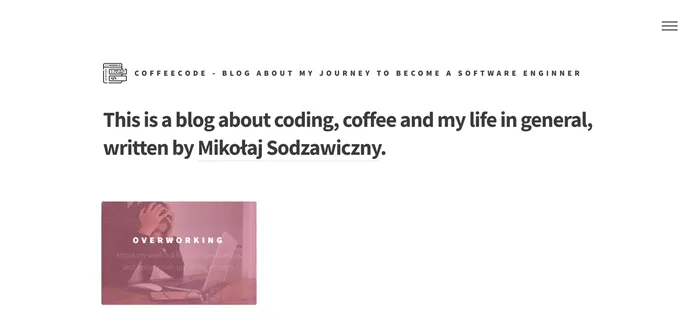 COFFEECODE - BLOG ABOUT MY JOURNEY TO BECOME A SOFTWARE ENGINNER
This is a blog about coding, coffee and my life in general,
written by Mikołaj Sodzawiczny.
OVERWORKING